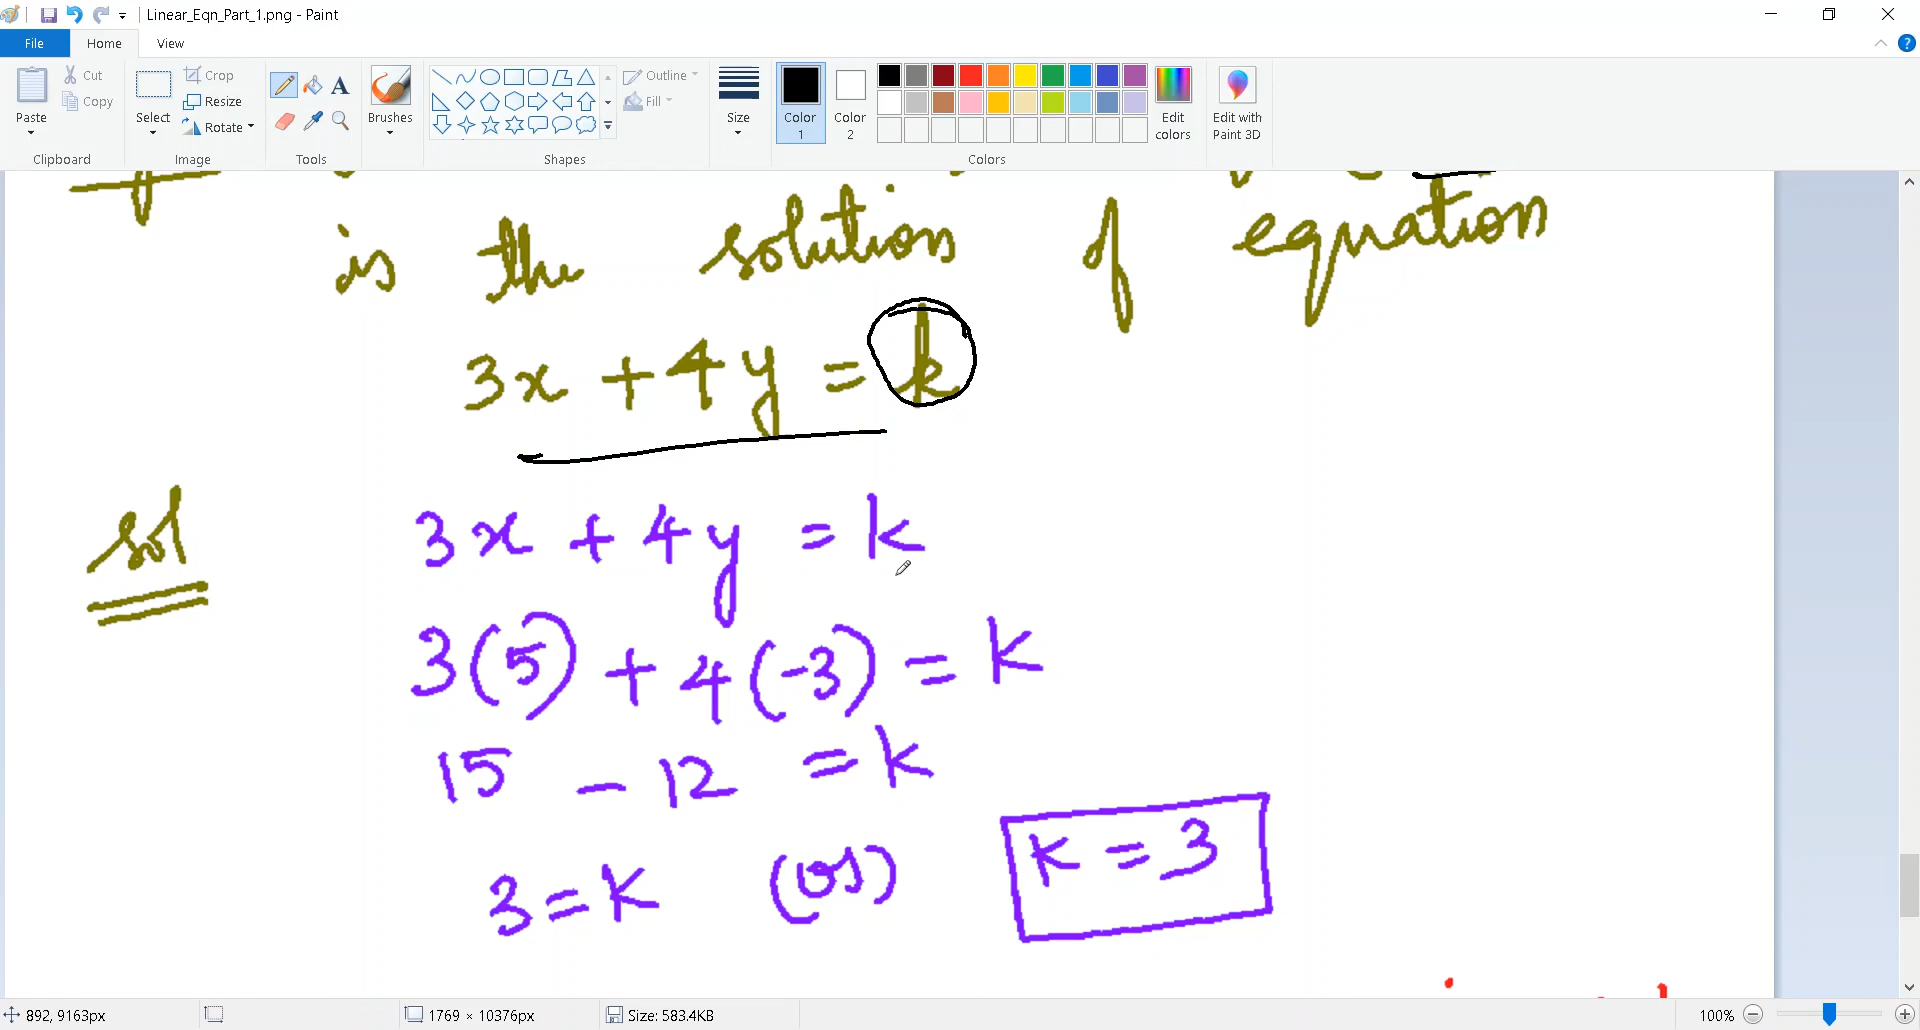 Linear_Eqn_Part_1.png - Paint
File Home View
Paste Cut Copy Select Crop Resize Rotate Brushes Outline Fill Size Color 1 Color 2 Edit colors Edit with Paint 3D
Clipboard Image Tools Shapes Colors
is the solution of equation
3x + 4y = k
sol
3x + 4y = k
3(5) + 4(-3) = k
15 - 12 = k
3 = k (or) k = 3
892, 9163px 1769 × 10376px Size: 583.4KB 100%